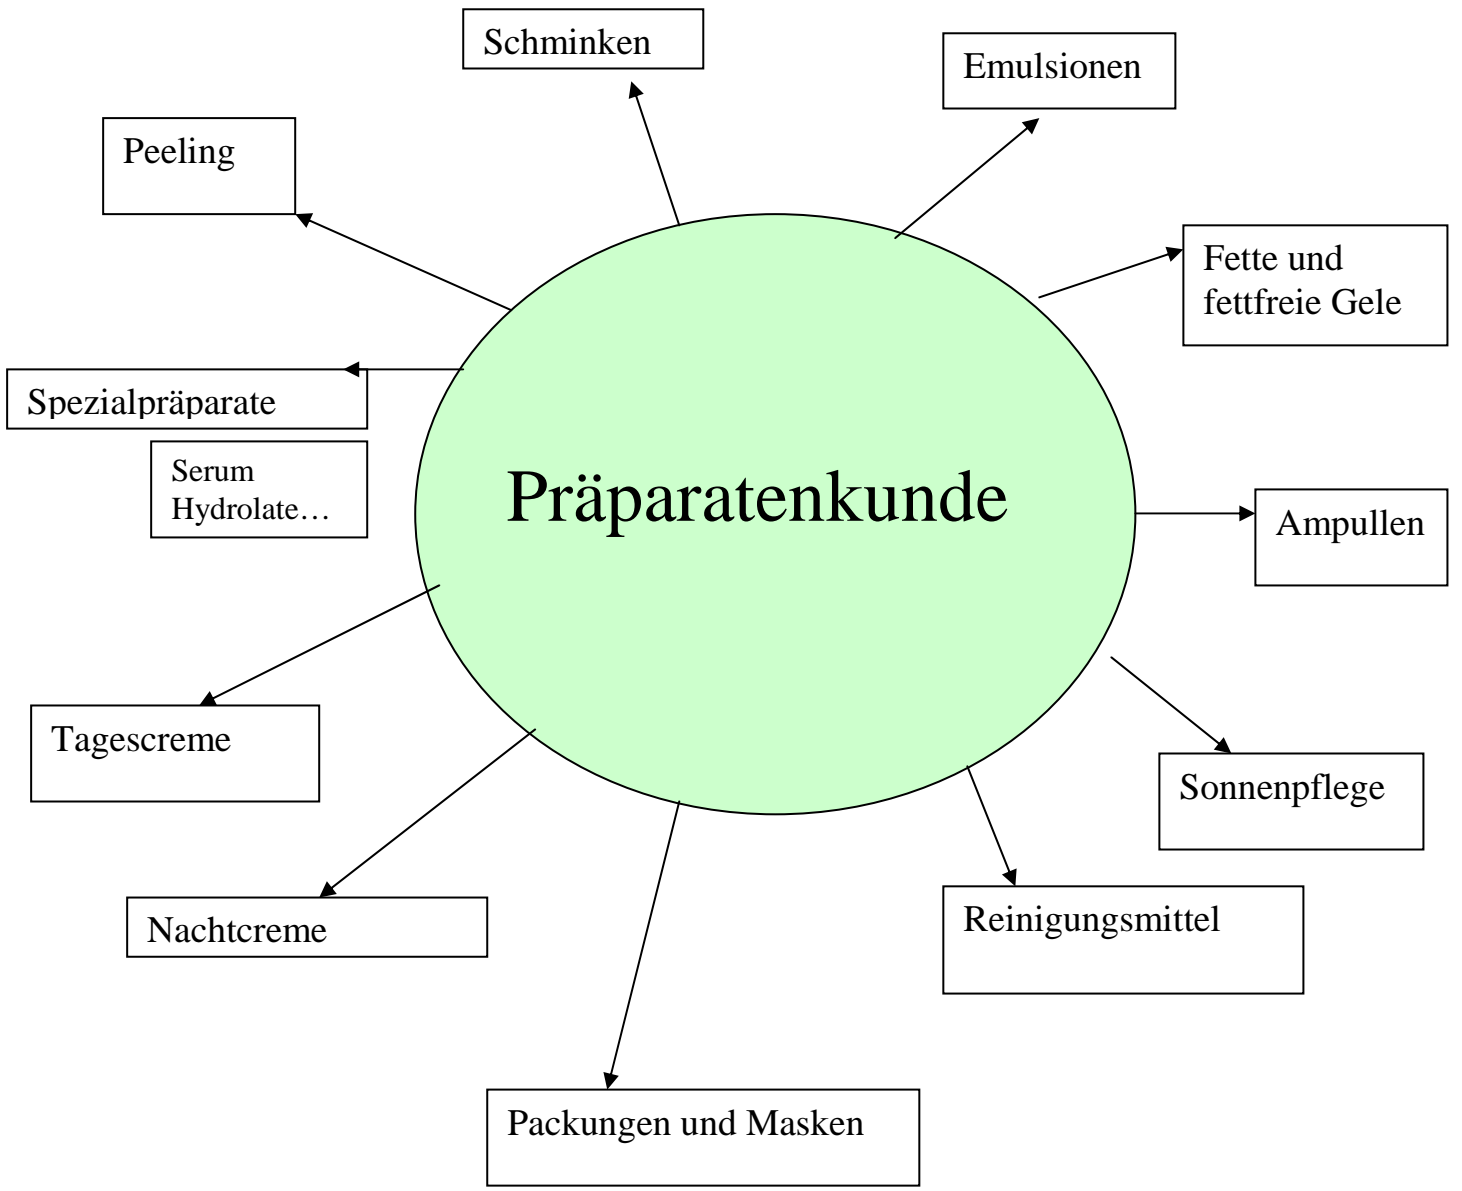 Schminken
Emulsionen
Peeling
Fette und
fettfreie Gele
Spezialpräparate
Serum
Hydrolate…
Präparatenkunde
Ampullen
Tagescreme
Sonnenpflege
Nachtcreme
Reinigungsmittel
Packungen und Masken